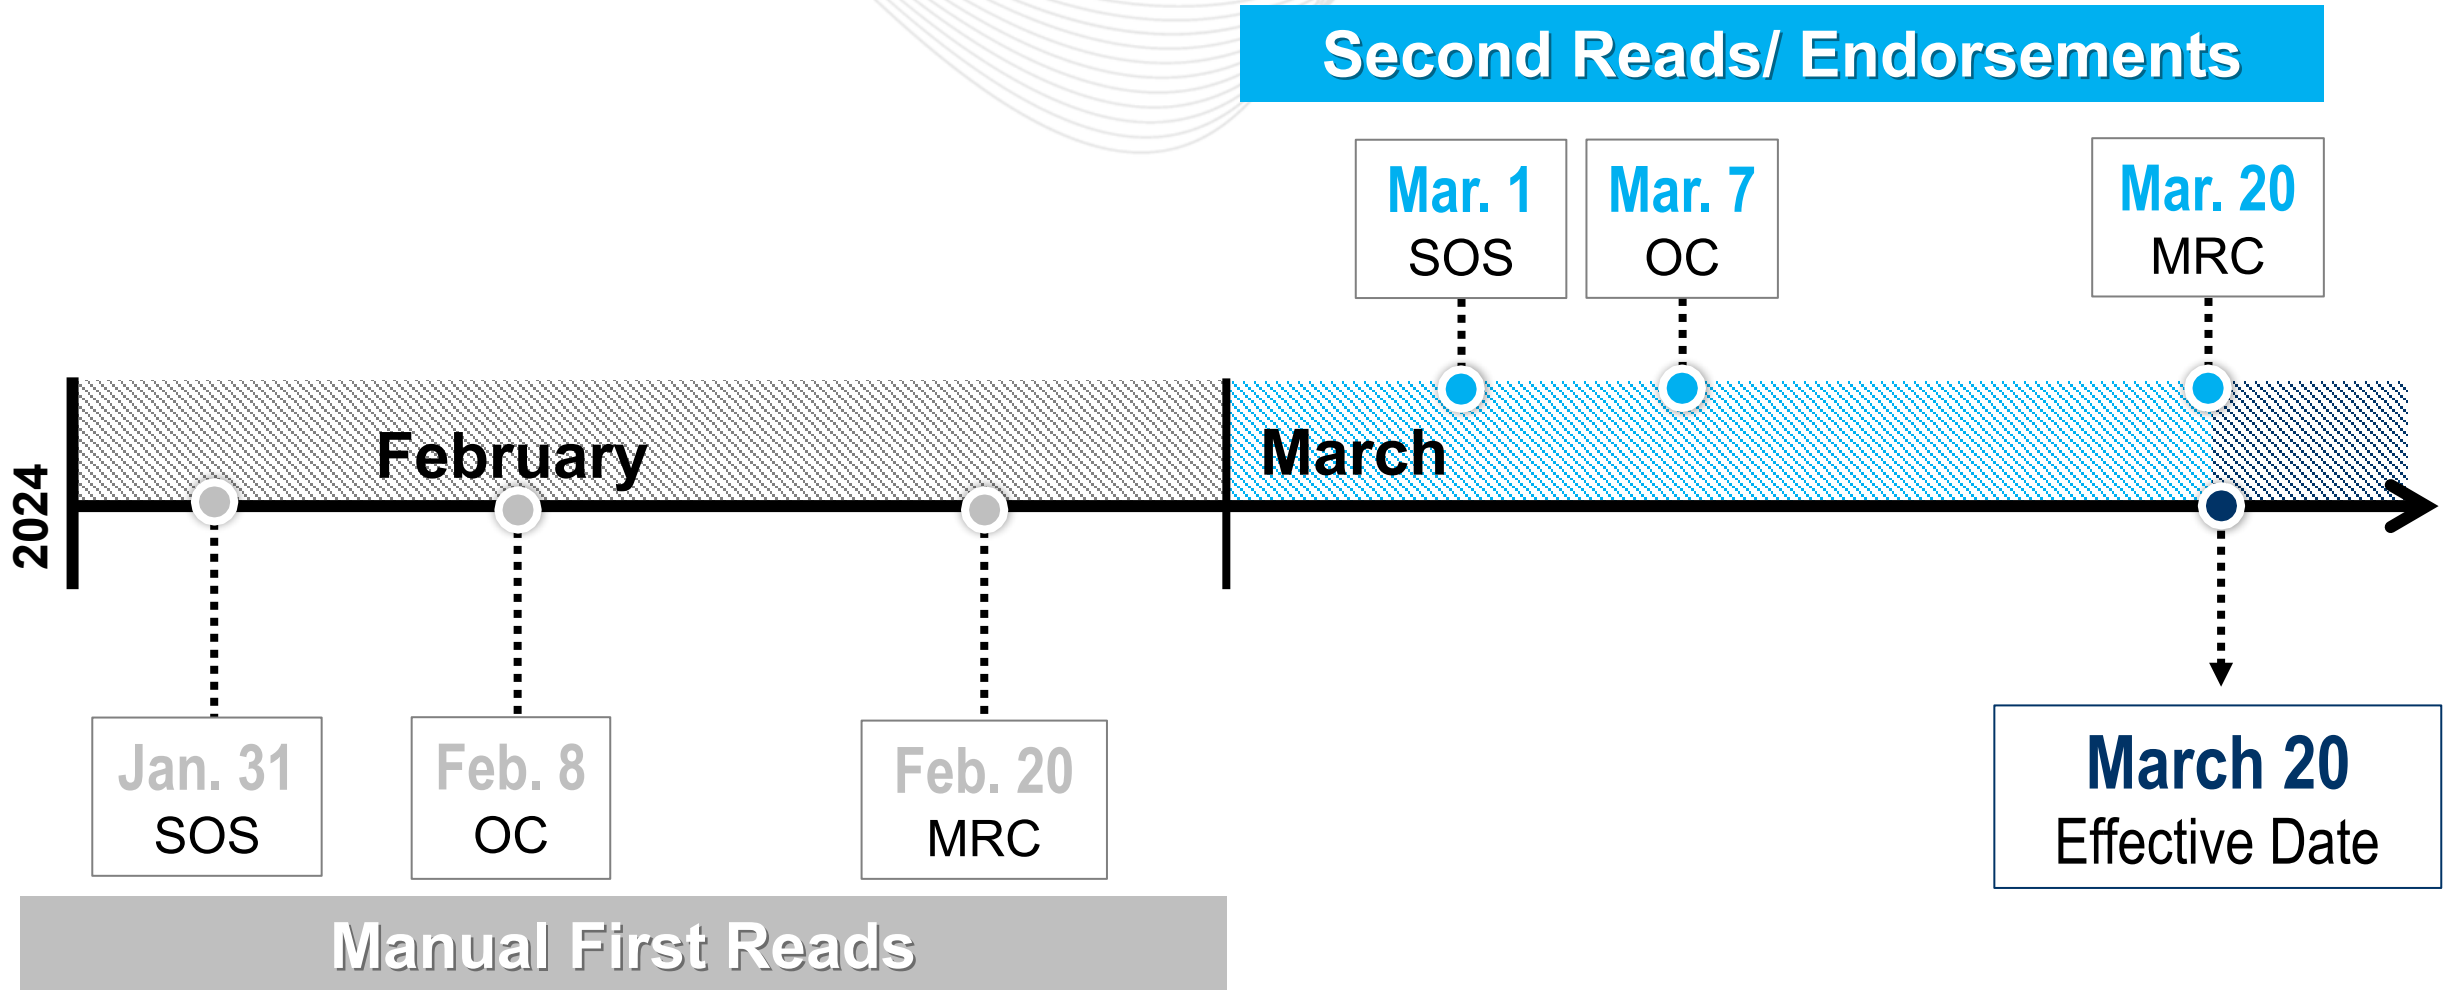 Second Reads/ Endorsements
Mar. 1
SOS
Mar. 7
OC
Mar. 20
MRC
2024
February
March
Jan. 31
SOS
Feb. 8
OC
Feb. 20
MRC
March 20
Effective Date
Manual First Reads